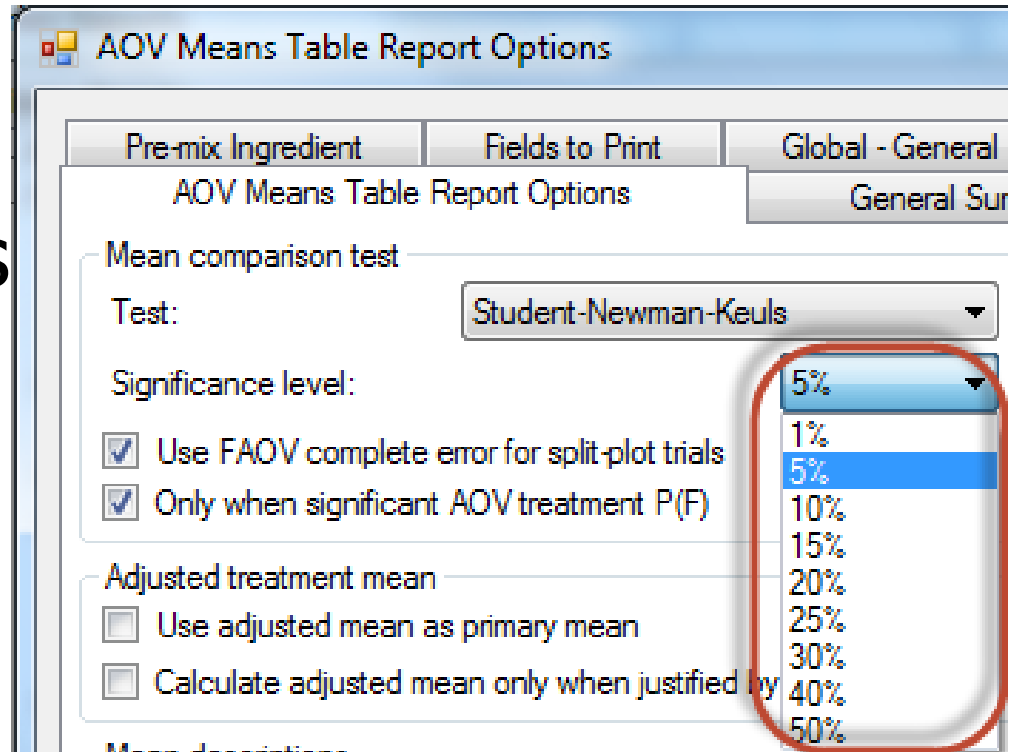 AOV Means Table Report Options
Pre-mix Ingredient Fields to Print Global - General
AOV Means Table Report Options General Sur
s
Mean comparison test
Test: Student-Newman-Keuls
Significance level: 5%
1%
Use FAOV complete error for split-plot trials
5%
Only when significant AOV treatment P(F)
10%
15%
Adjusted treatment mean
20%
Use adjusted mean as primary mean
25%
30%
Calculate adjusted mean only when justified by
40%
50%
Mean descriptions